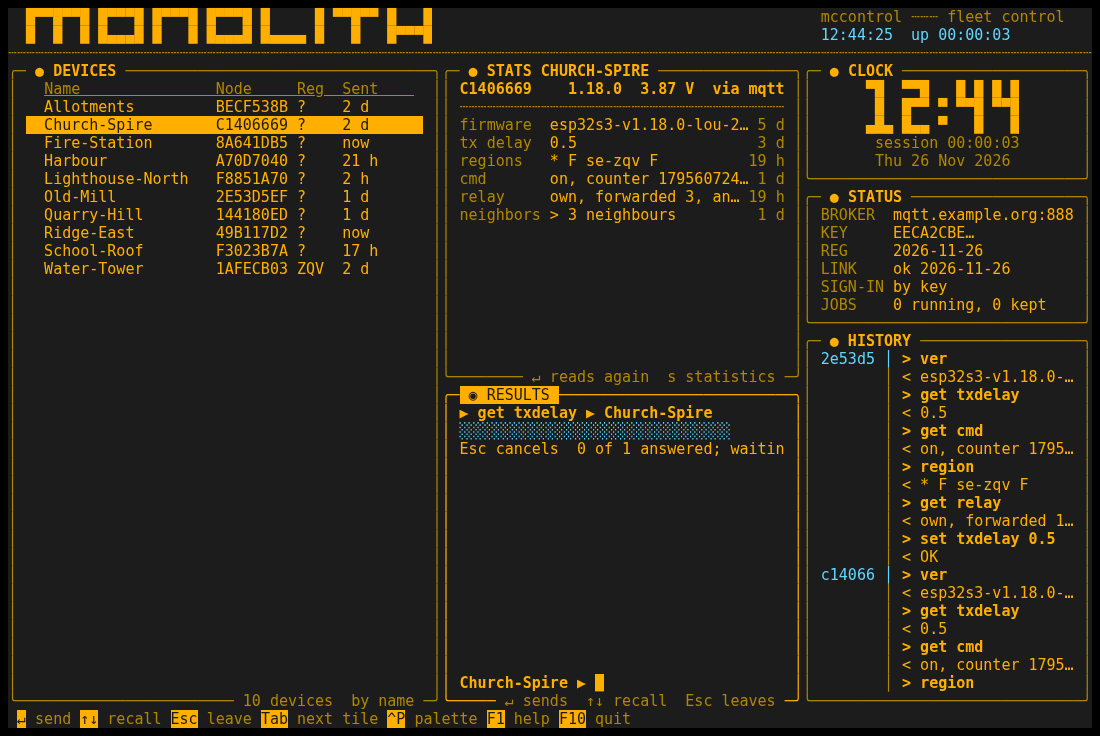 MONOLITH
mccontrol ┄┄┄ fleet control
12:44:25  up 00:00:03
● DEVICES
Name Node Reg Sent
Allotments BECF538B ? 2 d
Church-Spire C1406669 ? 2 d
Fire-Station 8A641DB5 ? now
Harbour A70D7040 ? 21 h
Lighthouse-North F8851A70 ? 2 h
Old-Mill 2E53D5EF ? 1 d
Quarry-Hill 144180ED ? 1 d
Ridge-East 49B117D2 ? now
School-Roof F3023B7A ? 17 h
Water-Tower 1AFECB03 ZQV 2 d
10 devices  by name
● STATS CHURCH-SPIRE
C1406669 1.18.0 3.87 V via mqtt
firmware esp32s3-v1.18.0-lou-2… 5 d
tx delay 0.5 3 d
regions * F se-zqv F 19 h
cmd on, counter 179560724… 1 d
relay own, forwarded 3, an… 19 h
neighbors > 3 neighbours 1 d
↵ reads again  s statistics
◉ RESULTS
▶ get txdelay ▶ Church-Spire
Esc cancels  0 of 1 answered; waitin
Church-Spire ▶
↵ sends  ↑↓ recall  Esc leaves
● CLOCK
12:44
session 00:00:03
Thu 26 Nov 2026
● STATUS
BROKER mqtt.example.org:888
KEY EECA2CBE…
REG 2026-11-26
LINK ok 2026-11-26
SIGN-IN by key
JOBS 0 running, 0 kept
● HISTORY
2e53d5 > ver
< esp32s3-v1.18.0-…
> get txdelay
< 0.5
> get cmd
< on, counter 1795…
> region
< * F se-zqv F
> get relay
< own, forwarded 1…
> set txdelay 0.5
< OK
c14066 > ver
< esp32s3-v1.18.0-…
> get txdelay
< 0.5
> get cmd
< on, counter 1795…
> region
↵ send ↑↓ recall Esc leave Tab next tile ^P palette F1 help F10 quit